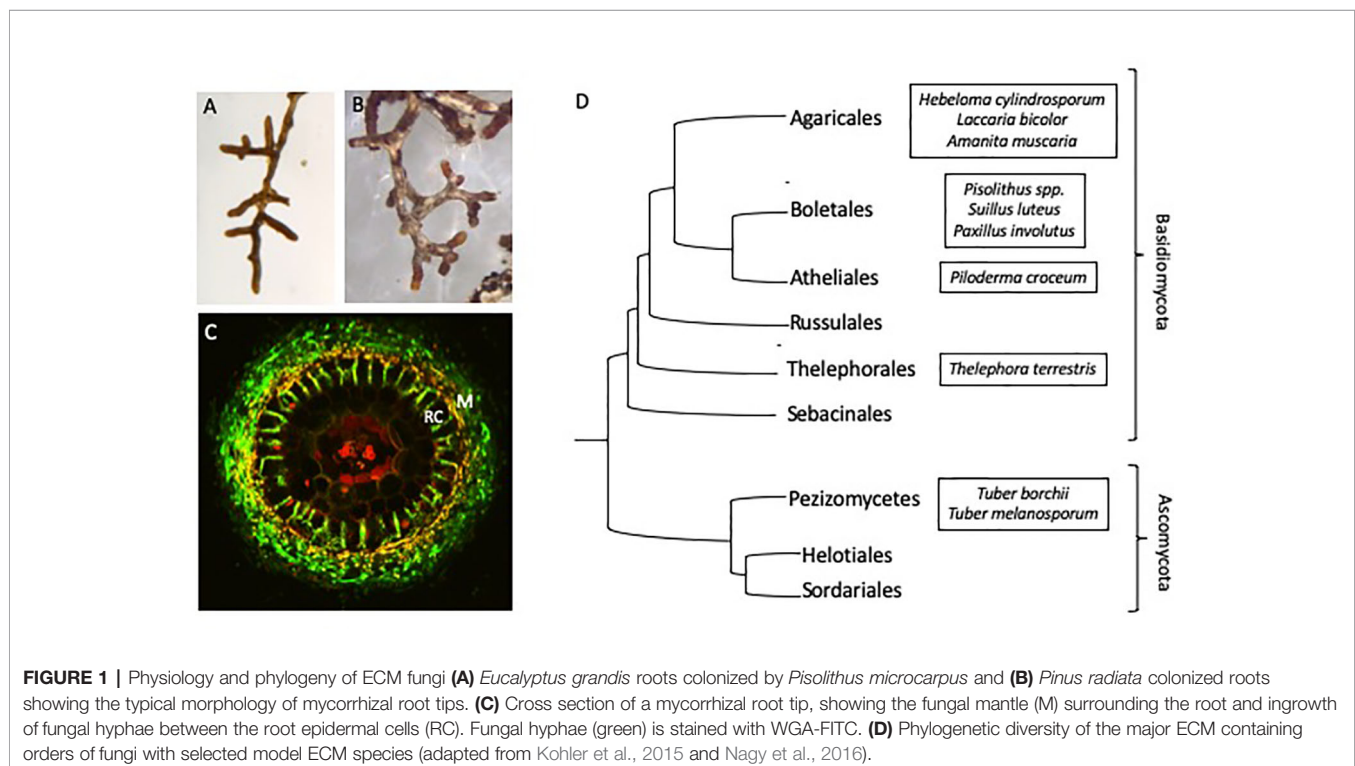 A
B
C
M
RC
D
Agaricales
Hebeloma cylindrosporum
Laccaria bicolor
Amanita muscaria
Boletales
Pisolithus spp.
Suillus luteus
Paxillus involutus
Atheliales
Piloderma croceum
Russulales
Thelephorales
Thelephora terrestris
Sebacinales
Basidiomycota
Pezizomycetes
Tuber borchii
Tuber melanosporum
Helotiales
Sordariales
Ascomycota
FIGURE 1 | Physiology and phylogeny of ECM fungi (A) Eucalyptus grandis roots colonized by Pisolithus microcarpus and (B) Pinus radiata colonized roots
showing the typical morphology of mycorrhizal root tips. (C) Cross section of a mycorrhizal root tip, showing the fungal mantle (M) surrounding the root and ingrowth
of fungal hyphae between the root epidermal cells (RC). Fungal hyphae (green) is stained with WGA-FITC. (D) Phylogenetic diversity of the major ECM containing
orders of fungi with selected model ECM species (adapted from Kohler et al., 2015 and Nagy et al., 2016).